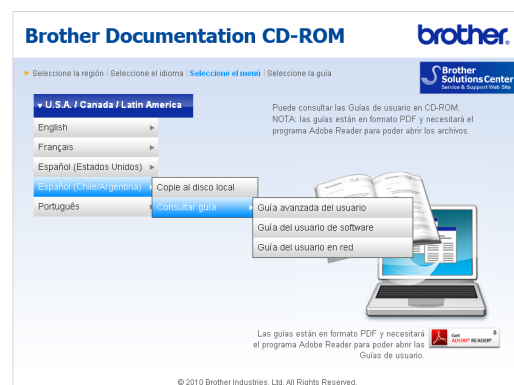 Brother Documentation CD-ROM
brother.
Seleccione la región | Seleccione el idioma | Seleccione el menú | Seleccione la guía
Brother
Solutions Center
Service & Support Web Site
U.S.A. / Canada / Latin America
Puede consultar las Guías de usuario en CD-ROM.
NOTA: las guías están en formato PDF y necesitará el
programa Adobe Reader para poder abrir los archivos.
English
Français
Español (Estados Unidos)
Español (Chile/Argentina)
Copie al disco local
Português
Consultar guía
Guía avanzada del usuario
Guía del usuario de software
Guía del usuario en red
Las guías están en formato PDF y necesitará
el programa Adobe Reader para poder abrir las
Guías de usuario.
Get
ADOBE® READER®
© 2010 Brother Industries, Ltd. All Rights Reserved.